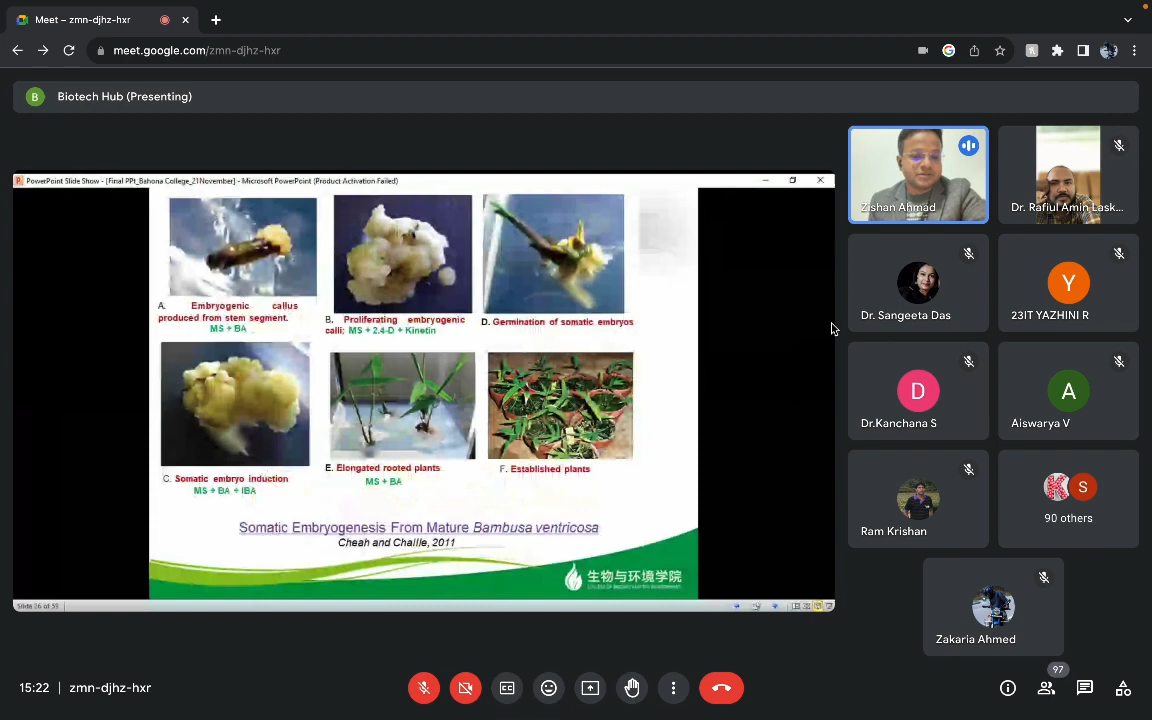 Meet – zmn-djhz-hxr
meet.google.com/zmn-djhz-hxr
B
Biotech Hub (Presenting)
PowerPoint Slide Show - [Final PPt_Bahona College_21November] - Microsoft PowerPoint (Product Activation Failed)
A. Embryogenic callus
produced from stem segment.
MS + BA
B. Proliferating embryogenic
calli; MS + 2,4-D + Kinetin
D. Germination of somatic embryos
C. Somatic embryo induction
MS + BA + IBA
E. Elongated rooted plants
MS + BA
F. Established plants
Somatic Embryogenesis From Mature Bambusa ventricosa
Cheah and Chaille, 2011
生物与环境学院
Zishan Ahmad
Dr. Rafiul Amin Lask...
Dr. Sangeeta Das
Y
23IT YAZHINI R
D
Dr.Kanchana S
A
Aiswarya V
Ram Krishan
K
S
90 others
Zakaria Ahmed
15:22 | zmn-djhz-hxr
97